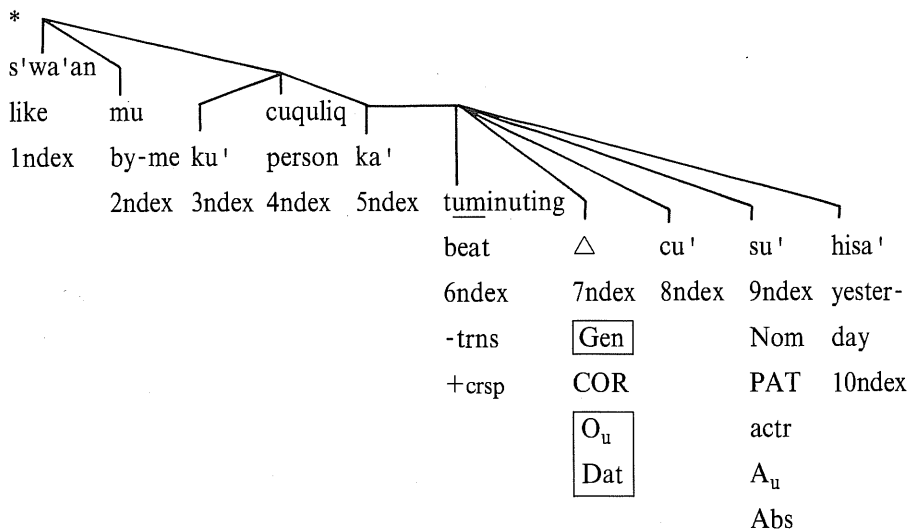 *
s'wa'an
like mu cuquliq
1ndex by-me ku' person ka'
2ndex 3ndex 4ndex 5ndex tuminuting
beat △ cu' su' hisa'
6ndex 7ndex 8ndex 9ndex yester-
-trns Gen Nom day
+crsp COR PAT 10ndex
Ou actr
Dat Au
Abs